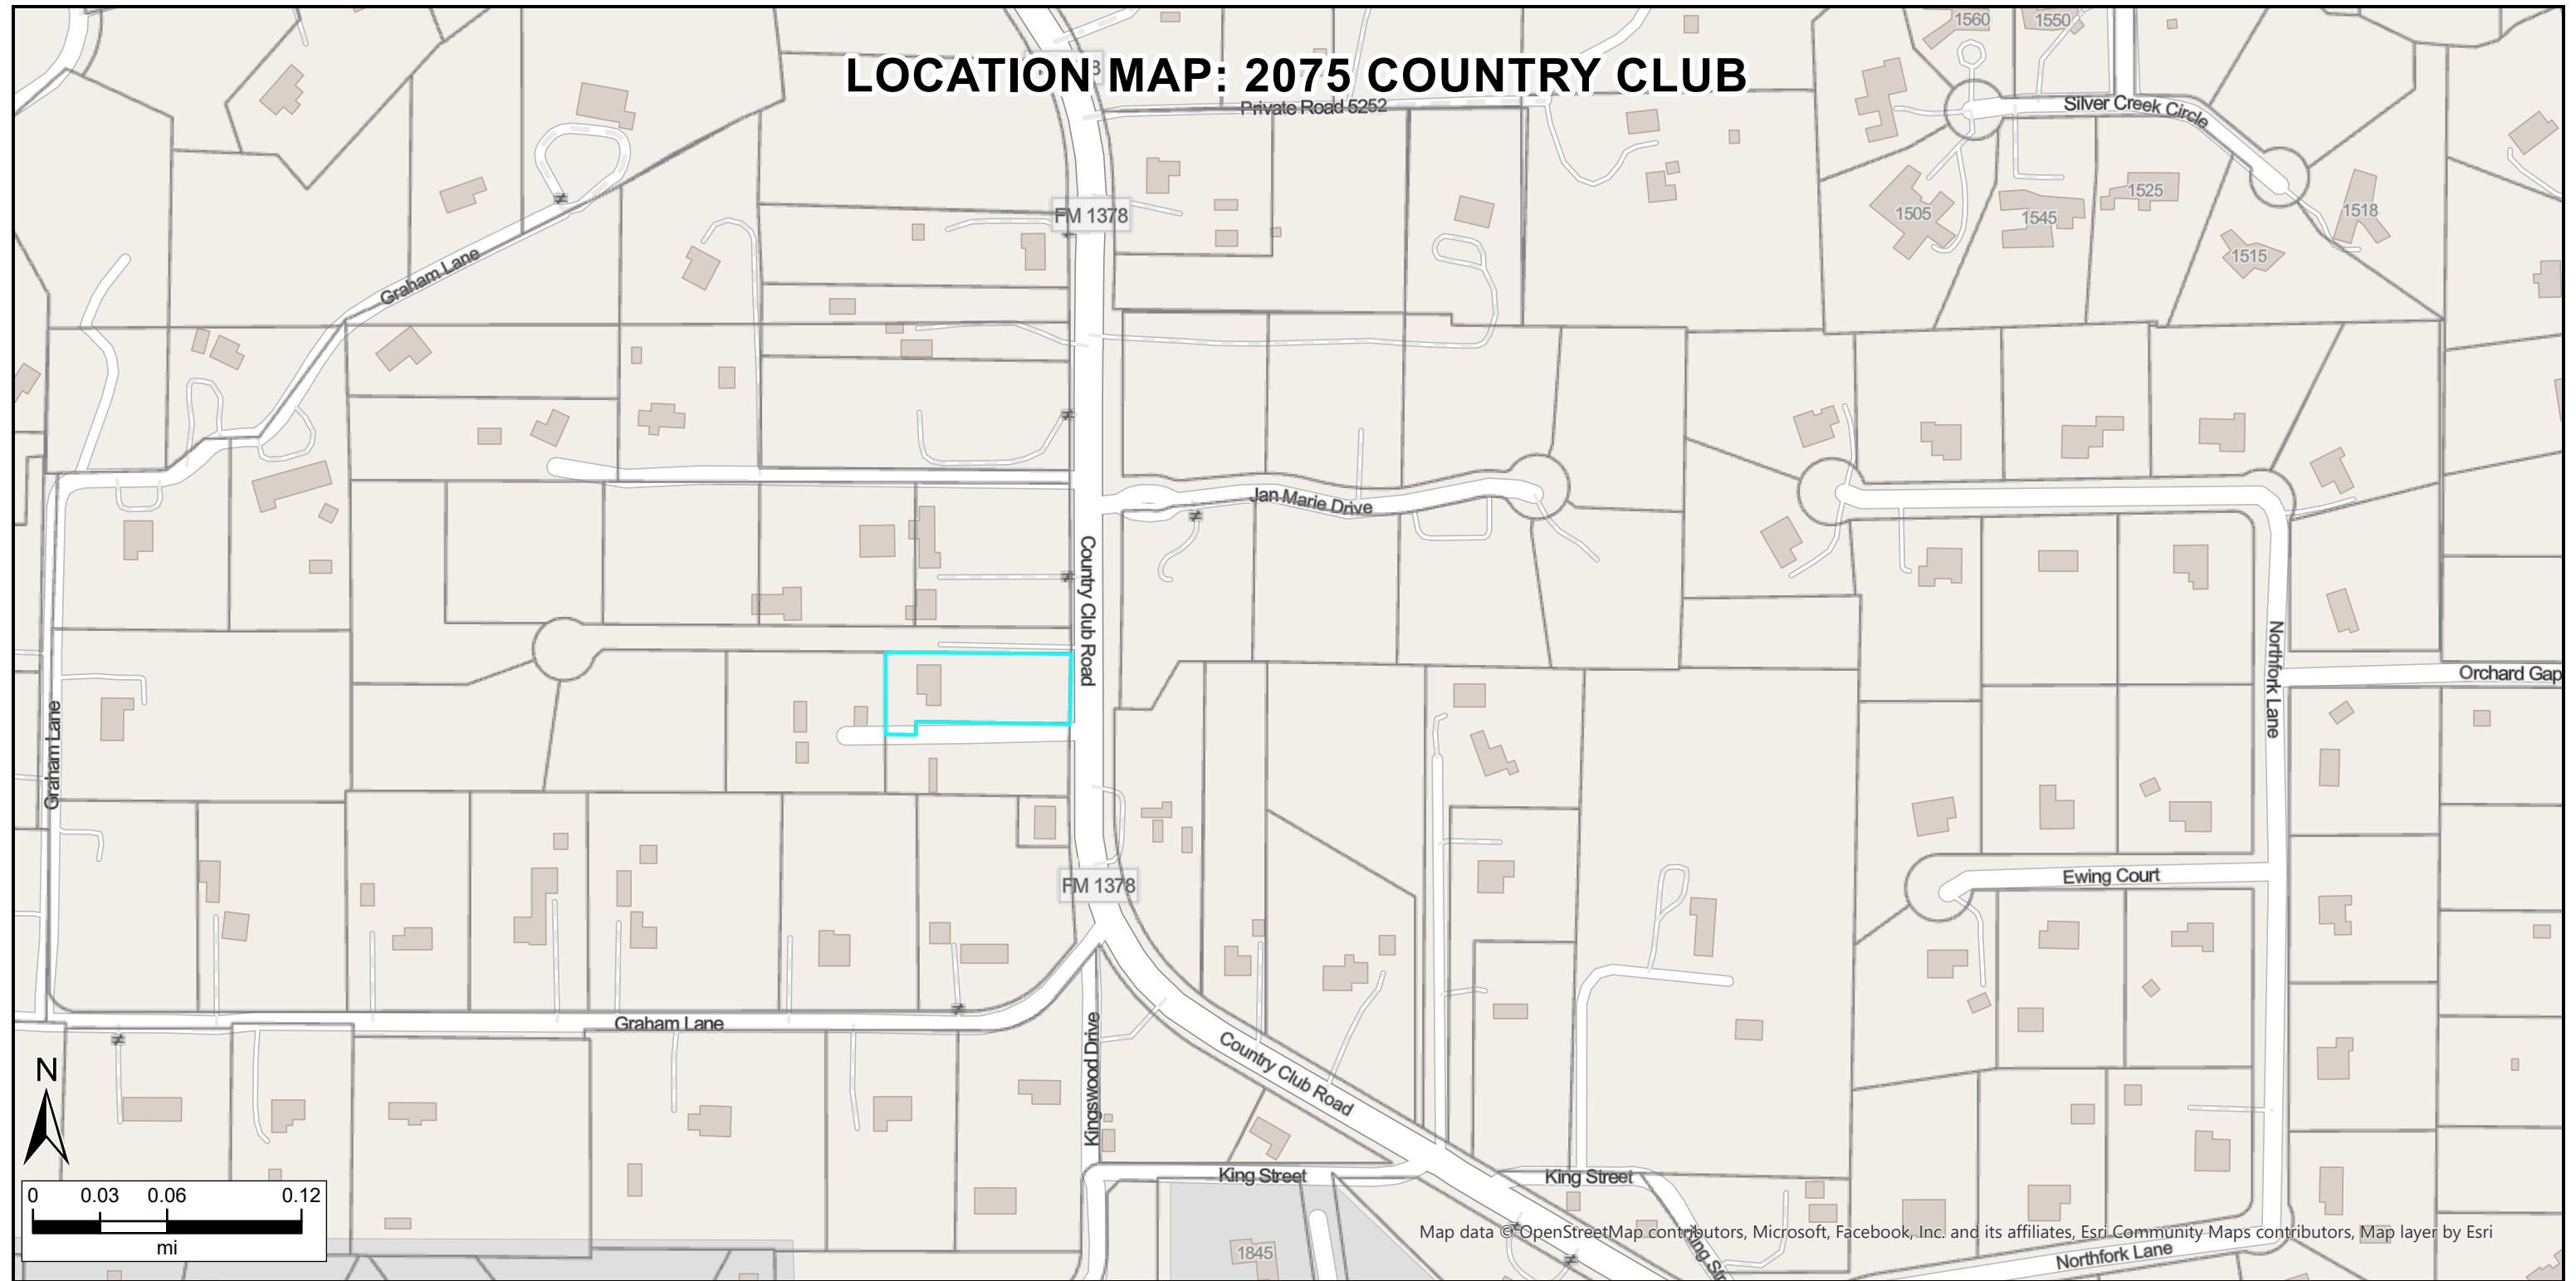 LOCATION MAP: 2075 COUNTRY CLUB
1560
1550
Private Road 5252
Silver Creek Circle
FM 1378
1505
1545
1525
1518
1515
Graham Lane
Jan Marie Drive
Country Club Road
Northfork Lane
Orchard Gap
Graham Lane
FM 1378
Ewing Court
Graham Lane
Kingswood Drive
Country Club Road
King Street
King Street
King Str
1845
Northfork Lane
N
0 0.03 0.06 0.12
mi
Map data © OpenStreetMap contributors, Microsoft, Facebook, Inc. and its affiliates, Esri Community Maps contributors, Map layer by Esri